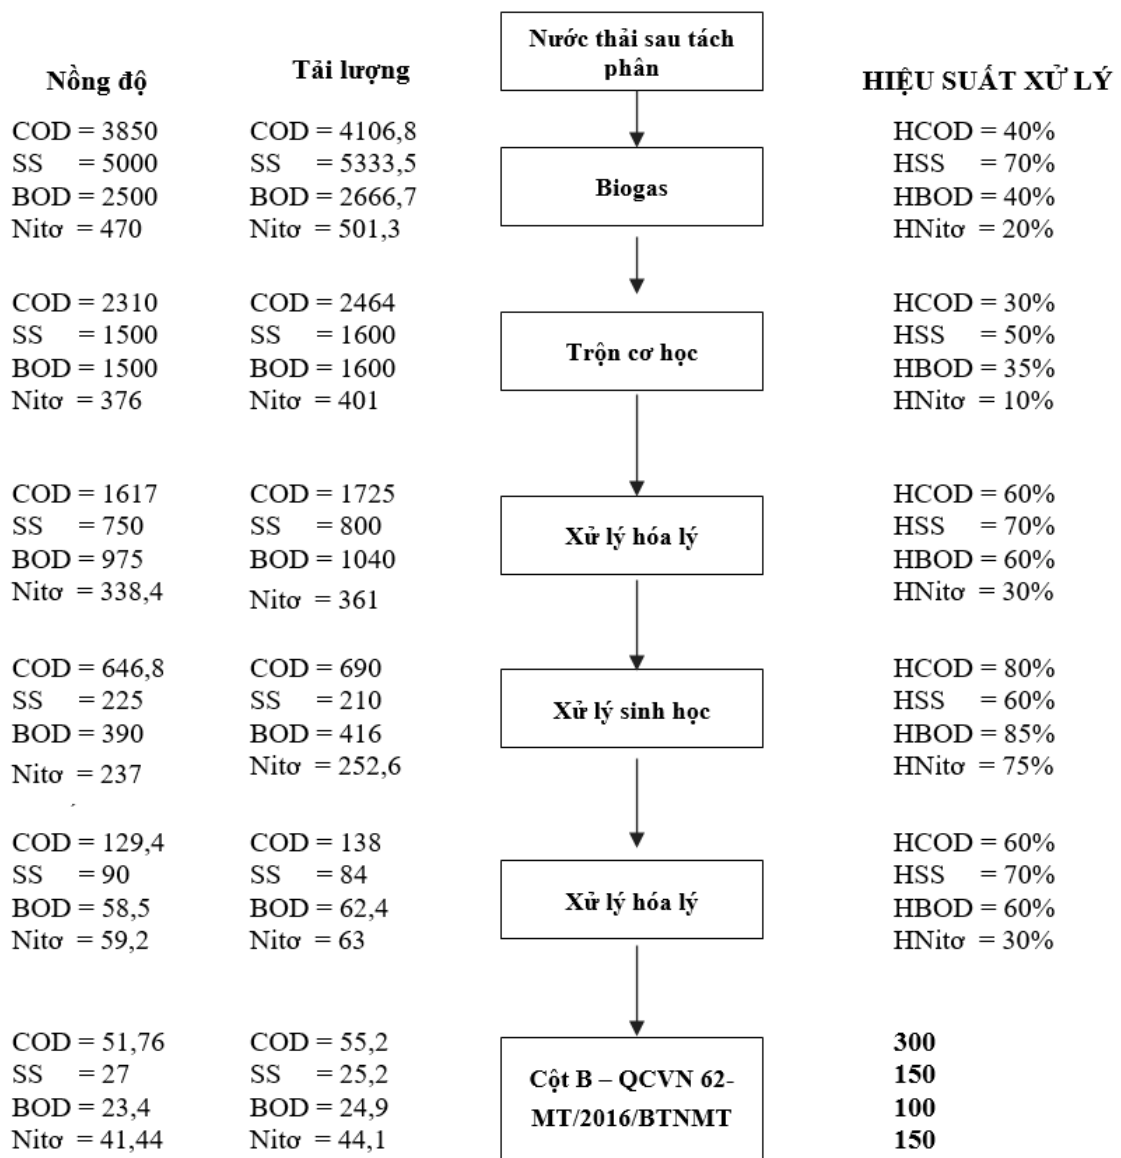 Nước thải sau tách
phân
Nồng độ
Tải lượng
HIỆU SUẤT XỬ LÝ
COD = 3850
SS = 5000
BOD = 2500
Nitơ = 470
COD = 4106,8
SS = 5333,5
BOD = 2666,7
Nitơ = 501,3
Biogas
HCOD = 40%
HSS = 70%
HBOD = 40%
HNitơ = 20%
COD = 2310
SS = 1500
BOD = 1500
Nitơ = 376
COD = 2464
SS = 1600
BOD = 1600
Nitơ = 401
Trộn cơ học
HCOD = 30%
HSS = 50%
HBOD = 35%
HNitơ = 10%
COD = 1617
SS = 750
BOD = 975
Nitơ = 338,4
COD = 1725
SS = 800
BOD = 1040
Nitơ = 361
Xử lý hóa lý
HCOD = 60%
HSS = 70%
HBOD = 60%
HNitơ = 30%
COD = 646,8
SS = 225
BOD = 390
Nitơ = 237
COD = 690
SS = 210
BOD = 416
Nitơ = 252,6
Xử lý sinh học
HCOD = 80%
HSS = 60%
HBOD = 85%
HNitơ = 75%
COD = 129,4
SS = 90
BOD = 58,5
Nitơ = 59,2
COD = 138
SS = 84
BOD = 62,4
Nitơ = 63
Xử lý hóa lý
HCOD = 60%
HSS = 70%
HBOD = 60%
HNitơ = 30%
COD = 51,76
SS = 27
BOD = 23,4
Nitơ = 41,44
COD = 55,2
SS = 25,2
BOD = 24,9
Nitơ = 44,1
Cột B – QCVN 62-
MT/2016/BTNMT
300
150
100
150